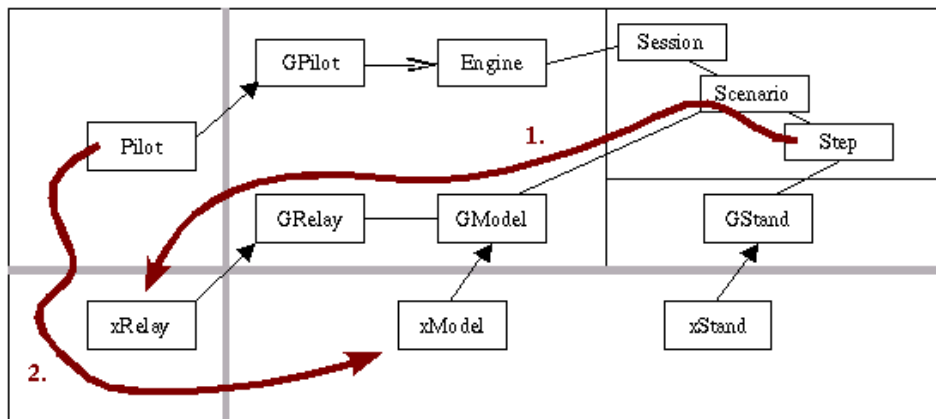 Session
GPilot
Engine
Scenario
1.
Pilot
Step
GRelay
GModel
GStand
xRelay
xModel
xStand
2.